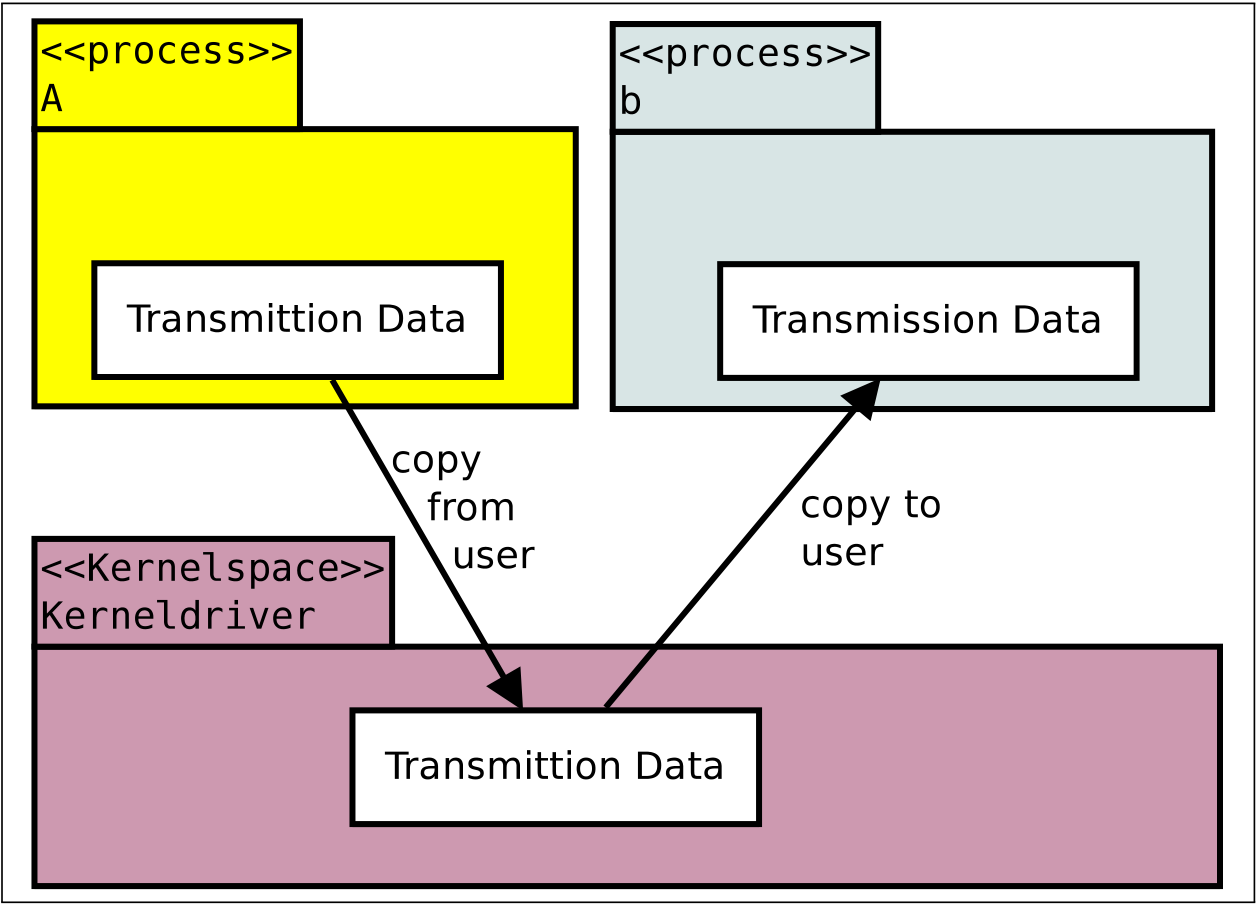 <<process>>
A
<<process>>
b
Transmittion Data
Transmission Data
copy
from
user
copy to
user
<<Kernelspace>>
Kerneldriver
Transmittion Data